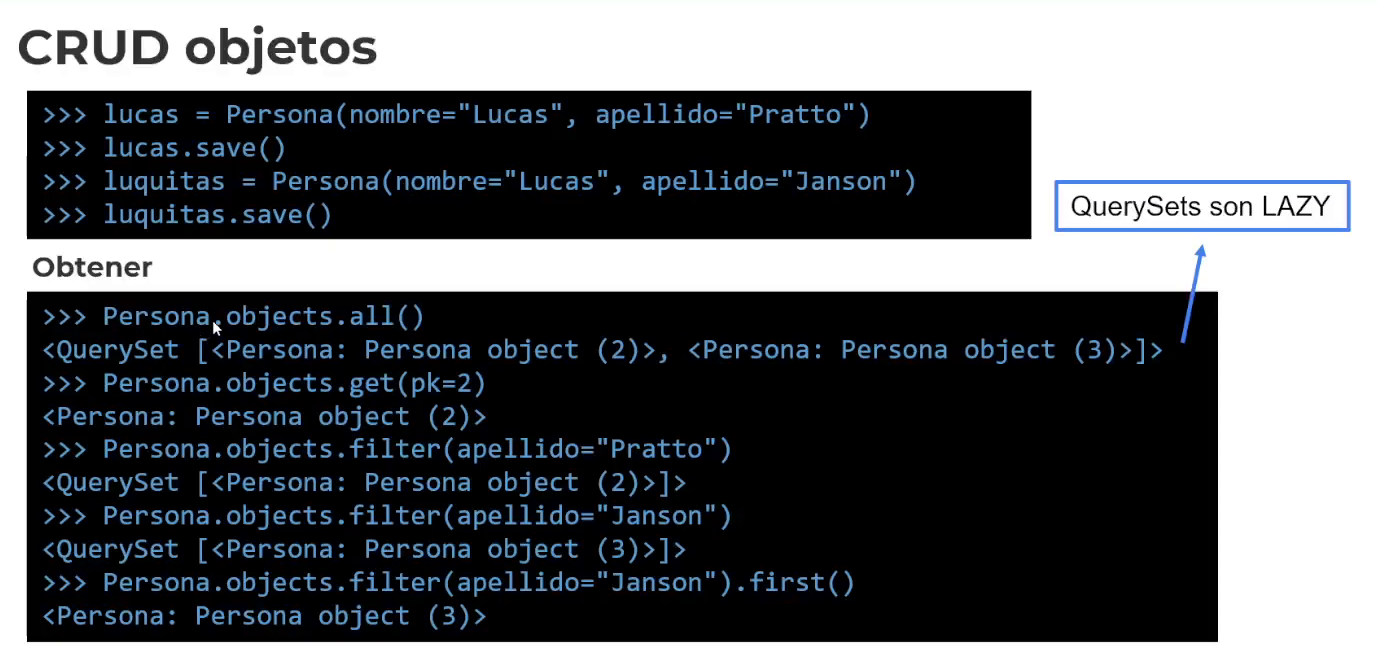 CRUD objetos
>>> lucas = Persona(nombre="Lucas", apellido="Pratto")
>>> lucas.save()
>>> luquitas = Persona(nombre="Lucas", apellido="Janson")
>>> luquitas.save()
QuerySets son LAZY
Obtener
>>> Persona.objects.all()
<QuerySet [<Persona: Persona object (2)>, <Persona: Persona object (3)>]>
>>> Persona.objects.get(pk=2)
<Persona: Persona object (2)>
>>> Persona.objects.filter(apellido="Pratto")
<QuerySet [<Persona: Persona object (2)>]>
>>> Persona.objects.filter(apellido="Janson")
<QuerySet [<Persona: Persona object (3)>]>
>>> Persona.objects.filter(apellido="Janson").first()
<Persona: Persona object (3)>